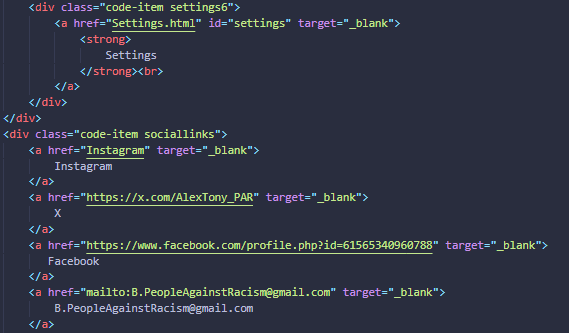 <div class="code-item settings6">
<a href="Settings.html" id="settings" target="_blank">
<strong>
Settings
</strong><br>
</a>
</div>
</div>
<div class="code-item sociallinks">
<a href="Instagram" target="_blank">
Instagram
</a>
<a href="https://x.com/AlexTony_PAR" target="_blank">
X
</a>
<a href="https://www.facebook.com/profile.php?id=61565340960788" target="_blank">
Facebook
</a>
<a href="mailto:B.PeopleAgainstRacism@gmail.com" target="_blank">
B.PeopleAgainstRacism@gmail.com
</a>